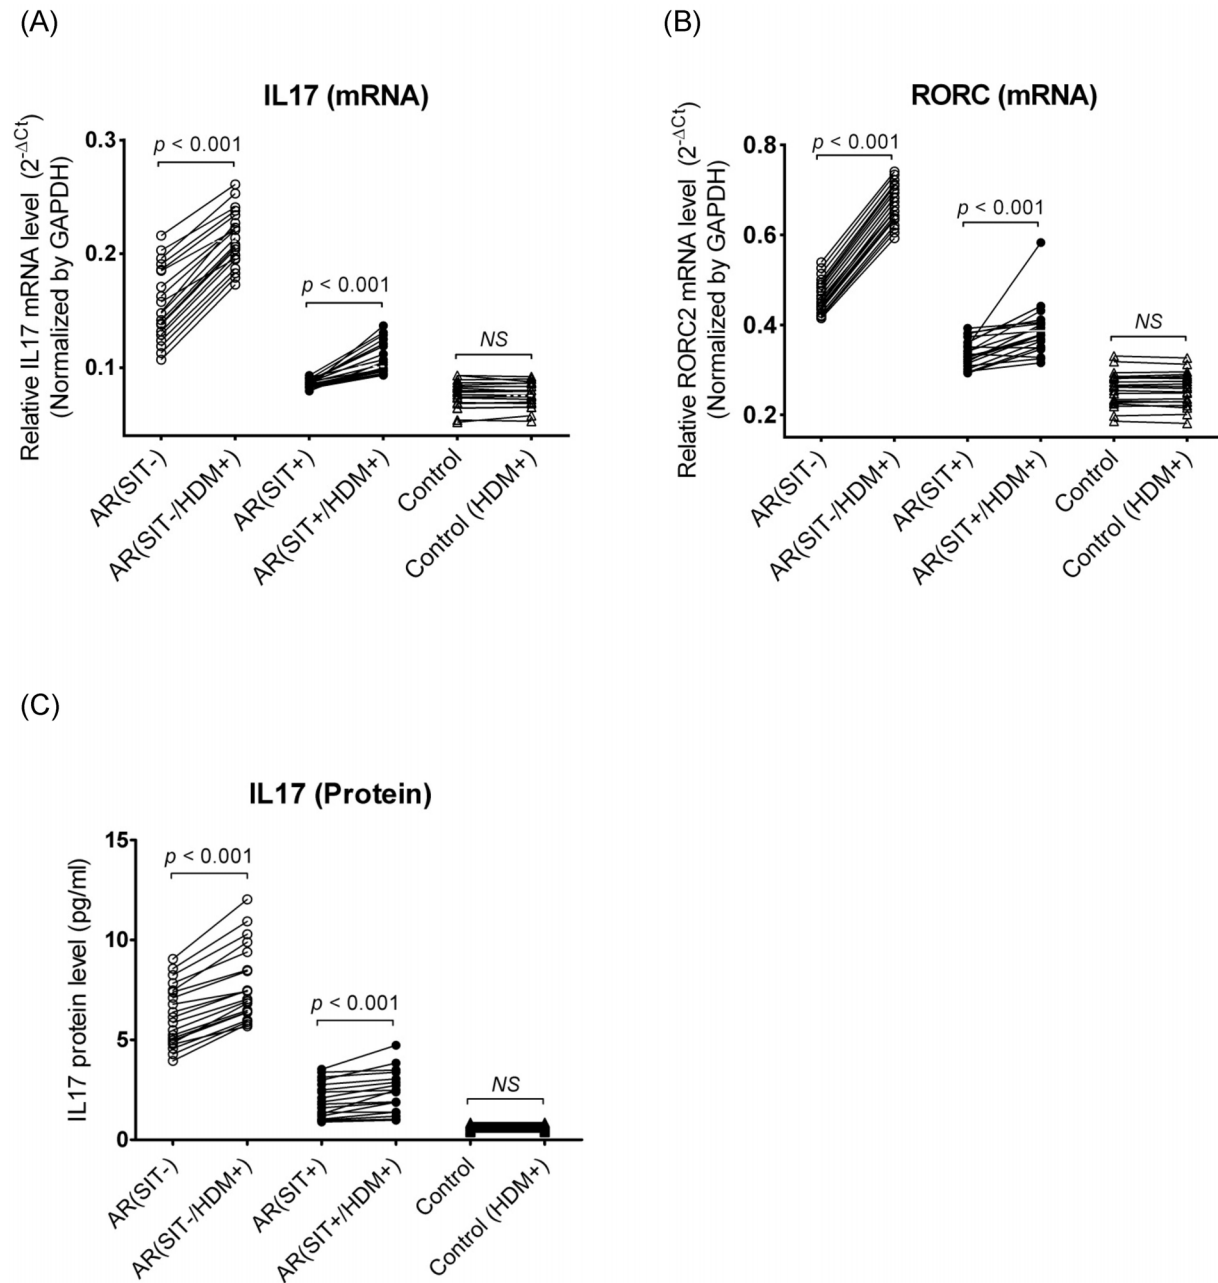 (A)
IL17 (mRNA)
Relative IL17 mRNA level (2-ΔCt)
(Normalized by GAPDH)
0.3
0.2
0.1
p < 0.001
p < 0.001
NS
AR(SIT-)
AR(SIT-/HDM+)
AR(SIT+)
AR(SIT+/HDM+)
Control
Control (HDM+)
(B)
RORC (mRNA)
Relative RORC2 mRNA level (2-ΔCt)
(Normalized by GAPDH)
0.8
0.6
0.4
0.2
p < 0.001
p < 0.001
NS
AR(SIT-)
AR(SIT-/HDM+)
AR(SIT+)
AR(SIT+/HDM+)
Control
Control (HDM+)
(C)
IL17 (Protein)
IL17 protein level (pg/ml)
15
10
5
0
p < 0.001
p < 0.001
NS
AR(SIT-)
AR(SIT-/HDM+)
AR(SIT+)
AR(SIT+/HDM+)
Control
Control (HDM+)